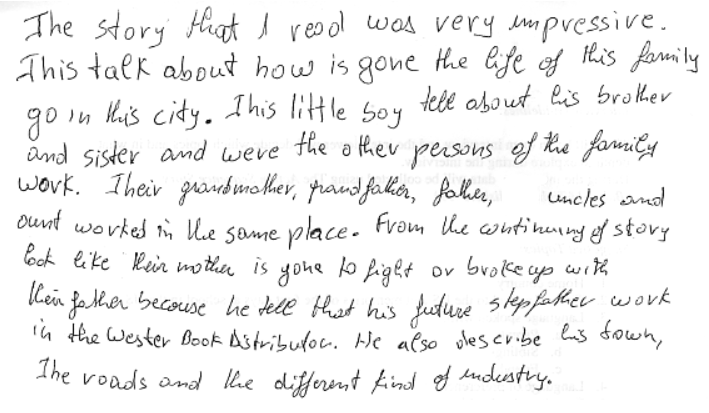 The story that I read was very impressive.
This talk about how is gone the life of this family
go in this city. This little boy tell about his brother
and sister and were the other persons of the family
work. Their grandmother, grandfather, father, uncles and
ount worked in the same place. From the continuing of story
look like their mother is gone to fight or broke up with
their father because he tell that his future stepfather work
in the Wester Book Distributor. He also describe his town,
The roads and the different kind of industry.